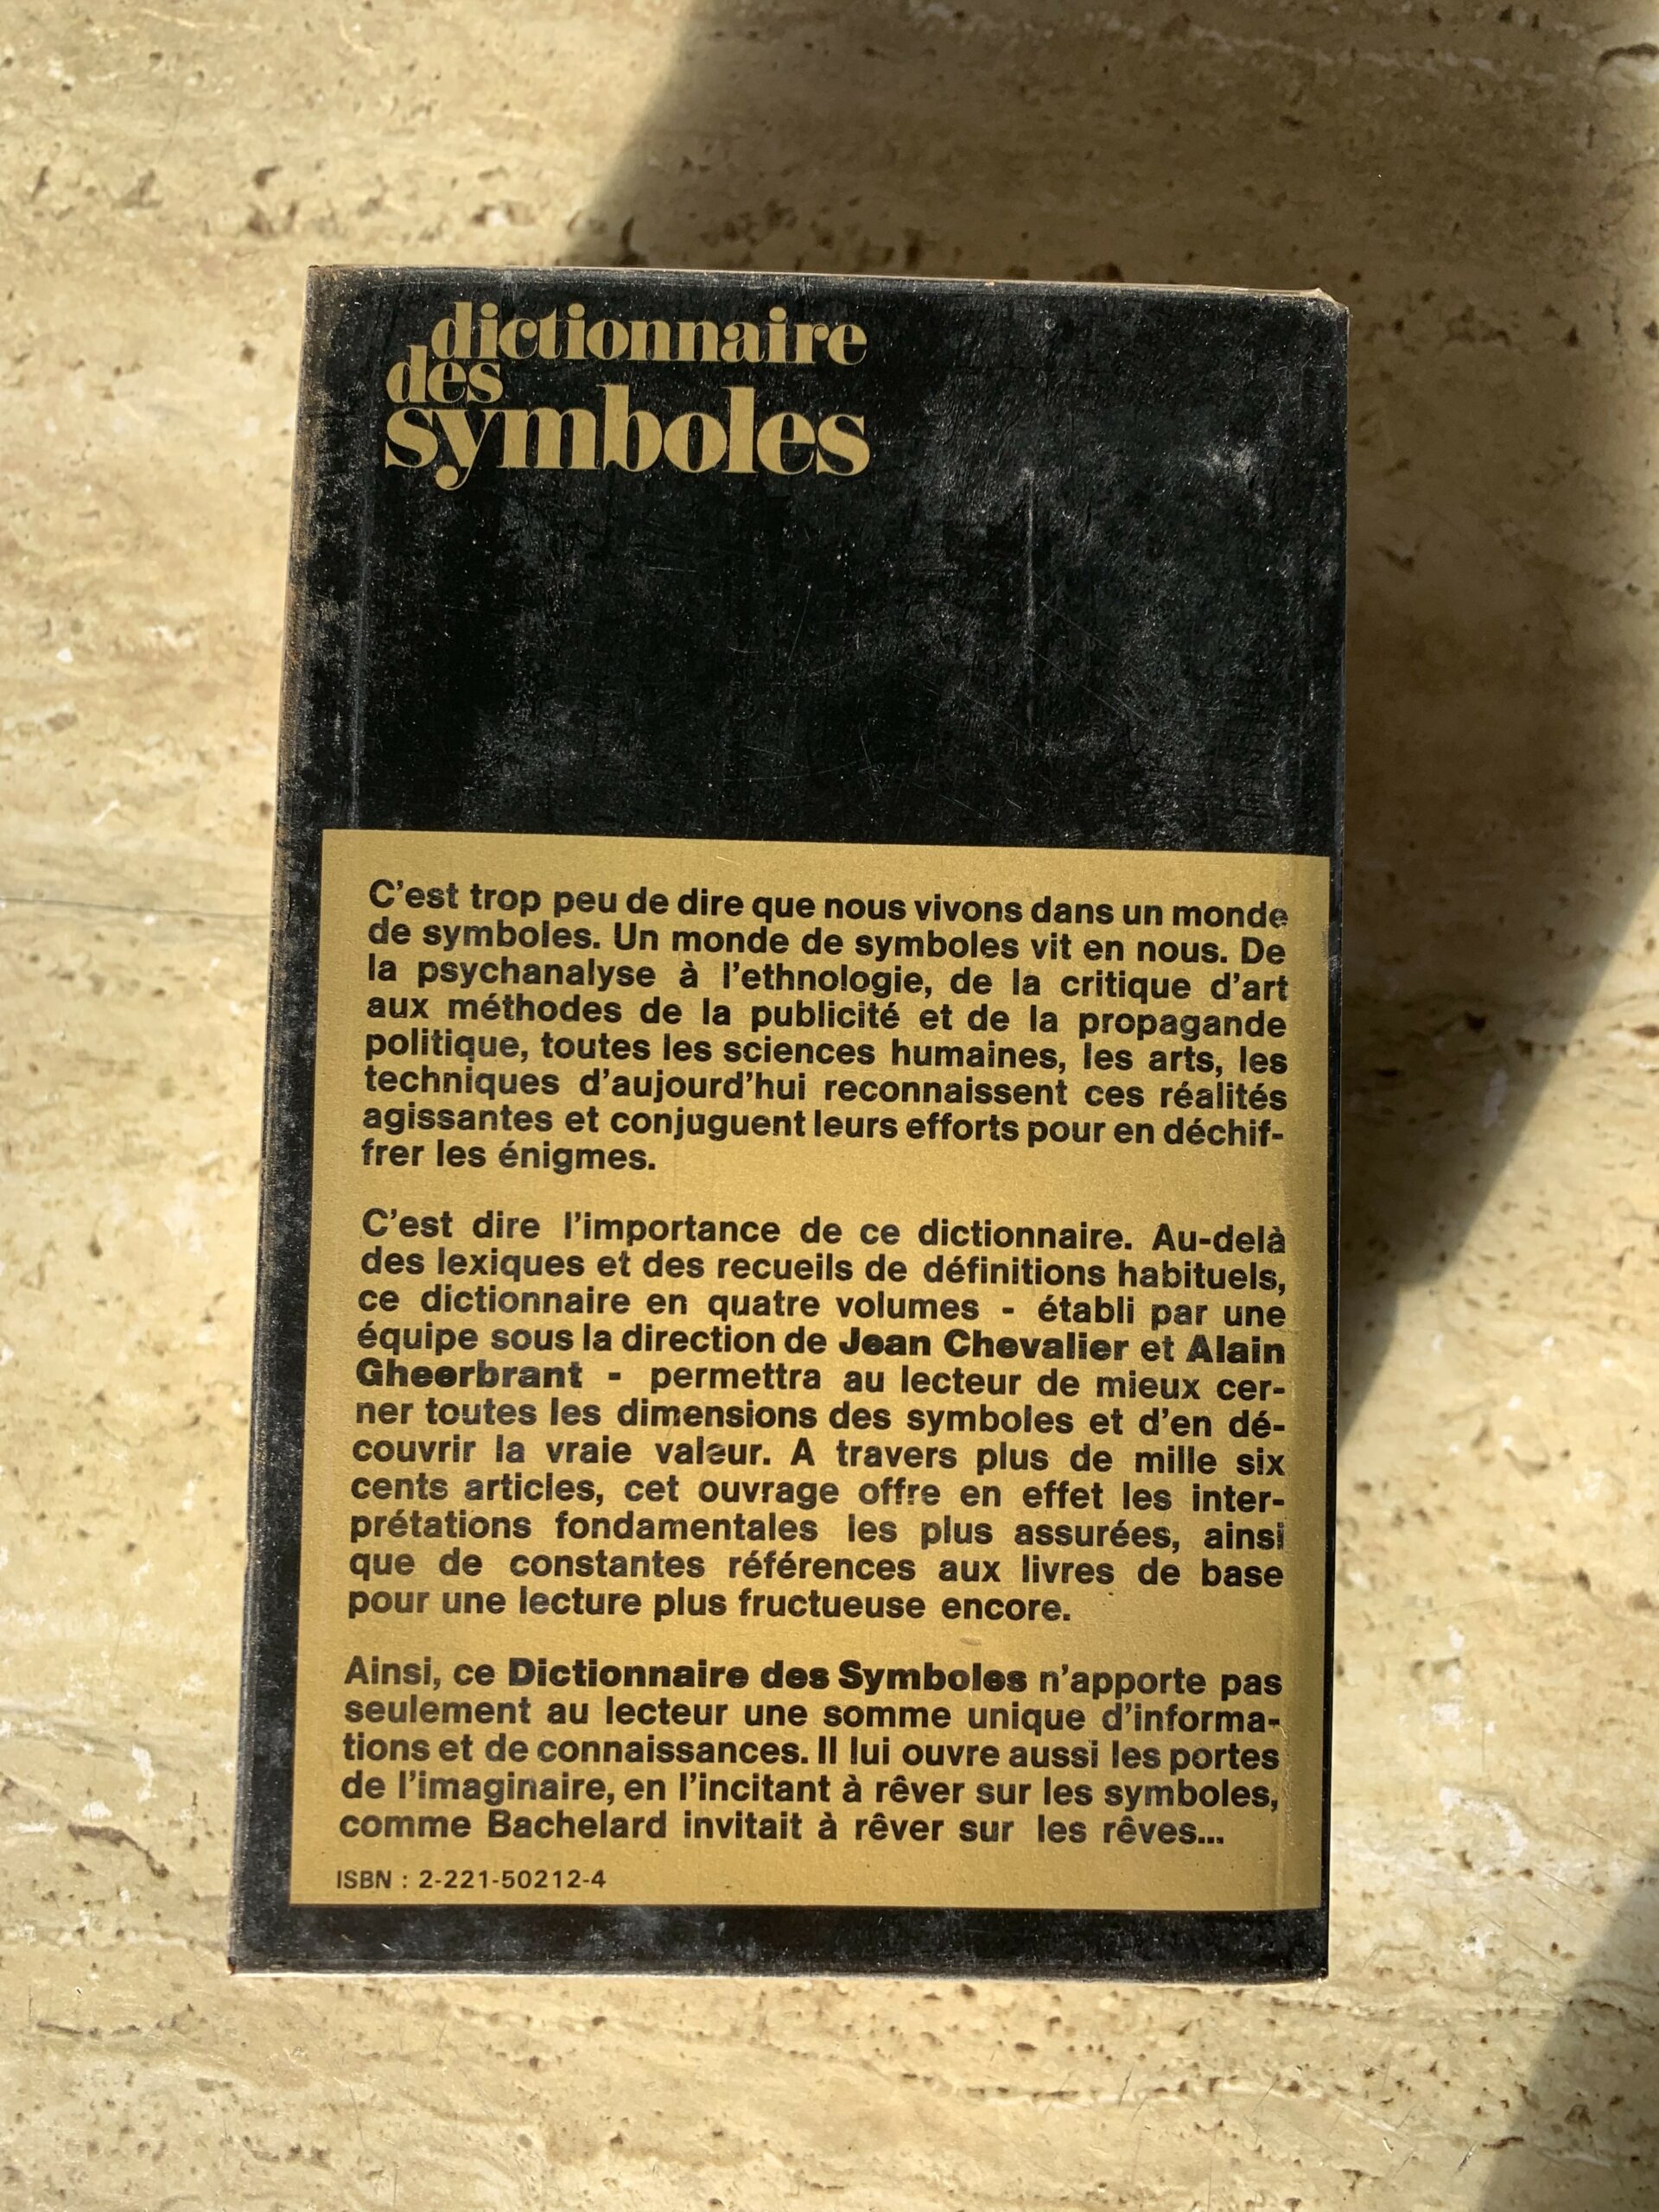 dictionnaire
des
symboles
C'est trop peu de dire que nous vivons dans un monde
de symboles. Un monde de symboles vit en nous. De
la psychanalyse à l'ethnologie, de la critique d'art
aux méthodes de la publicité et de la propagande
politique, toutes les sciences humaines, les arts, les
techniques d'aujourd'hui reconnaissent ces réalités
agissantes et conjuguent leurs efforts pour en déchif-
frer les énigmes.
C'est dire l'importance de ce dictionnaire. Au-delà
des lexiques et des recueils de définitions habituels,
ce dictionnaire en quatre volumes - établi par une
équipe sous la direction de Jean Chevalier et Alain
Gheerbrant - permettra au lecteur de mieux cer-
ner toutes les dimensions des symboles et d'en dé-
couvrir la vraie valeur. A travers plus de mille six
cents articles, cet ouvrage offre en effet les inter-
prétations fondamentales les plus assurées, ainsi
que de constantes références aux livres de base
pour une lecture plus fructueuse encore.
Ainsi, ce Dictionnaire des Symboles n'apporte pas
seulement au lecteur une somme unique d'informa-
tions et de connaissances. Il lui ouvre aussi les portes
de l'imaginaire, en l'incitant à rêver sur les symboles,
comme Bachelard invitait à rêver sur les rêves...
ISBN : 2-221-50212-4